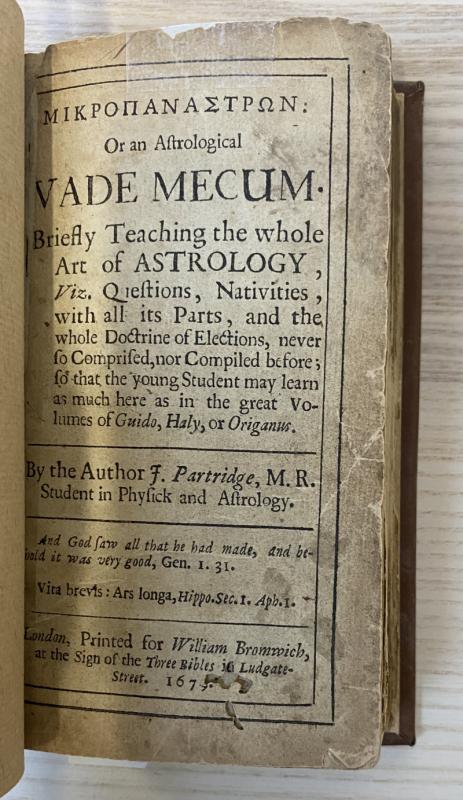 ΜΙΚΡΟΠΑΝΑΣΤΡΩΝ:
Or an Aſtrological
VADE MECUM.
Briefly Teaching the whole
Art of ASTROLOGY,
Viz. Queſtions, Nativities,
with all its Parts, and the
whole Doctrine of Elections, never
ſo Compriſed, nor Compiled before;
ſo that the young Student may learn
as much here as in the great Vo-
lumes of Guido, Haly, or Origanus.
By the Author J. Partridge, M. R.
Student in Phyſick and Aſtrology.
And God ſaw all that he had made, and be-
hold it was very good, Gen. 1. 31.
Vita brevis: Ars longa, Hippo. Sec. 1. Aph. 1.
London, Printed for William Bromwich,
at the Sign of the Three Bibles in Ludgate-
Street.